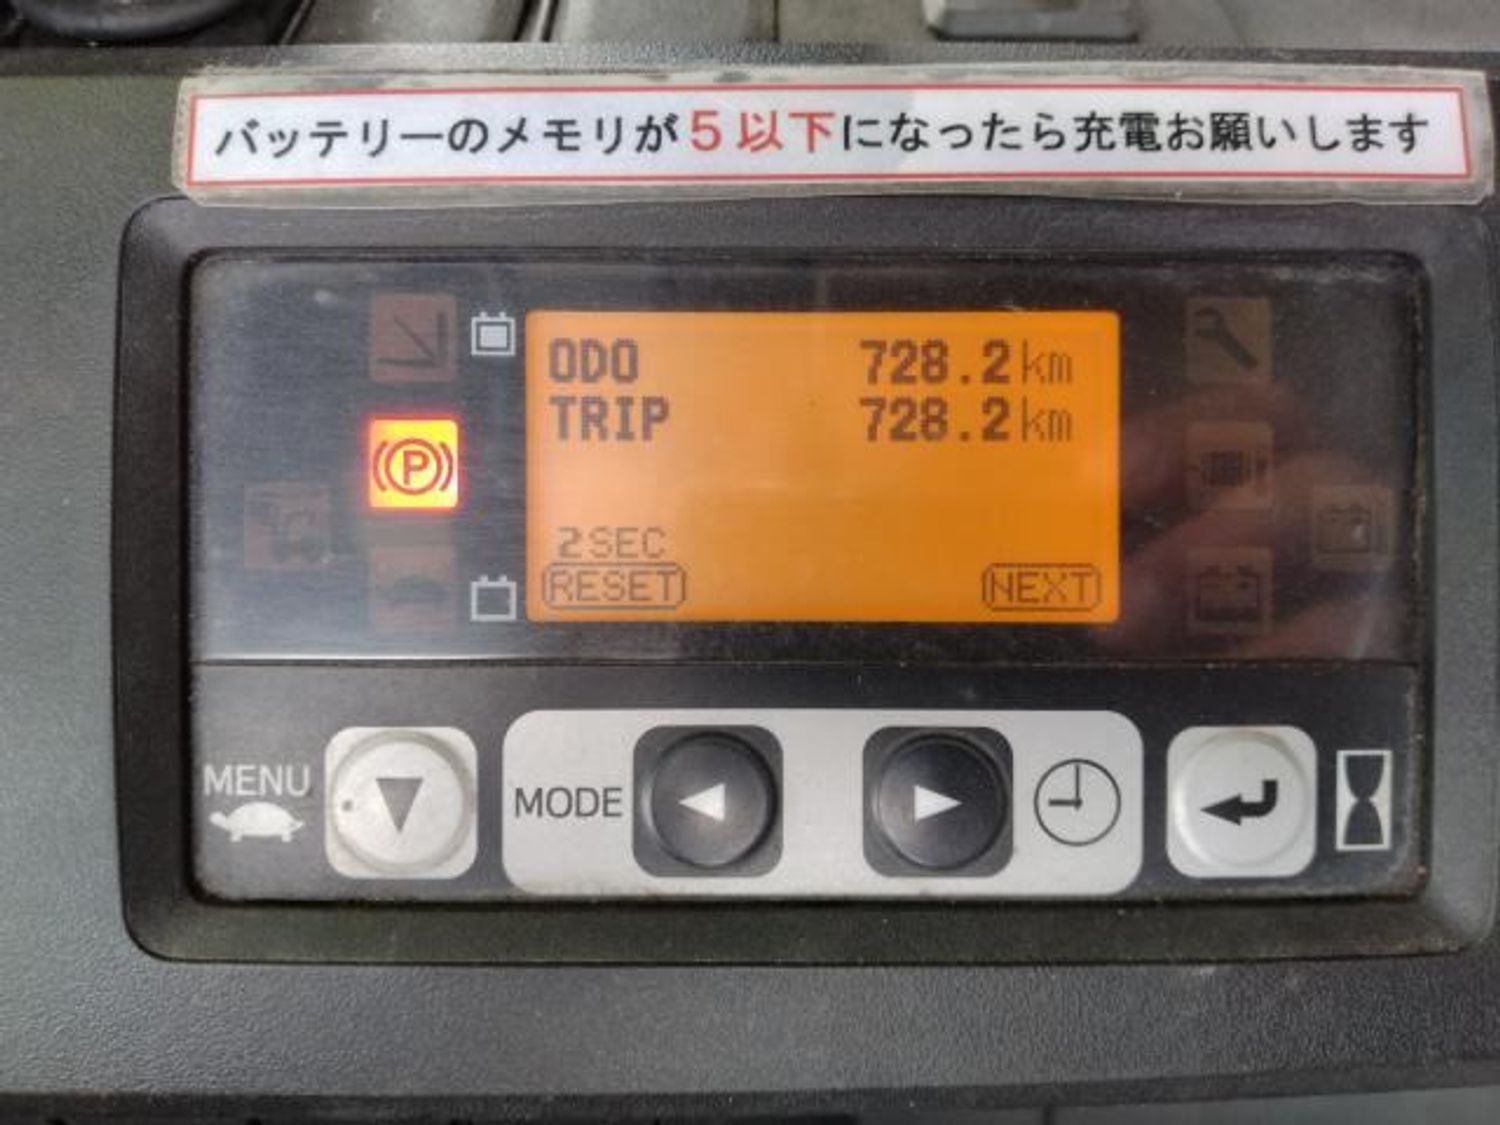 バッテリーのメモリが5以下になったら充電お願いします
ODO 728.2km
TRIP 728.2km
P
2SEC
RESET NEXT
MENU MODE